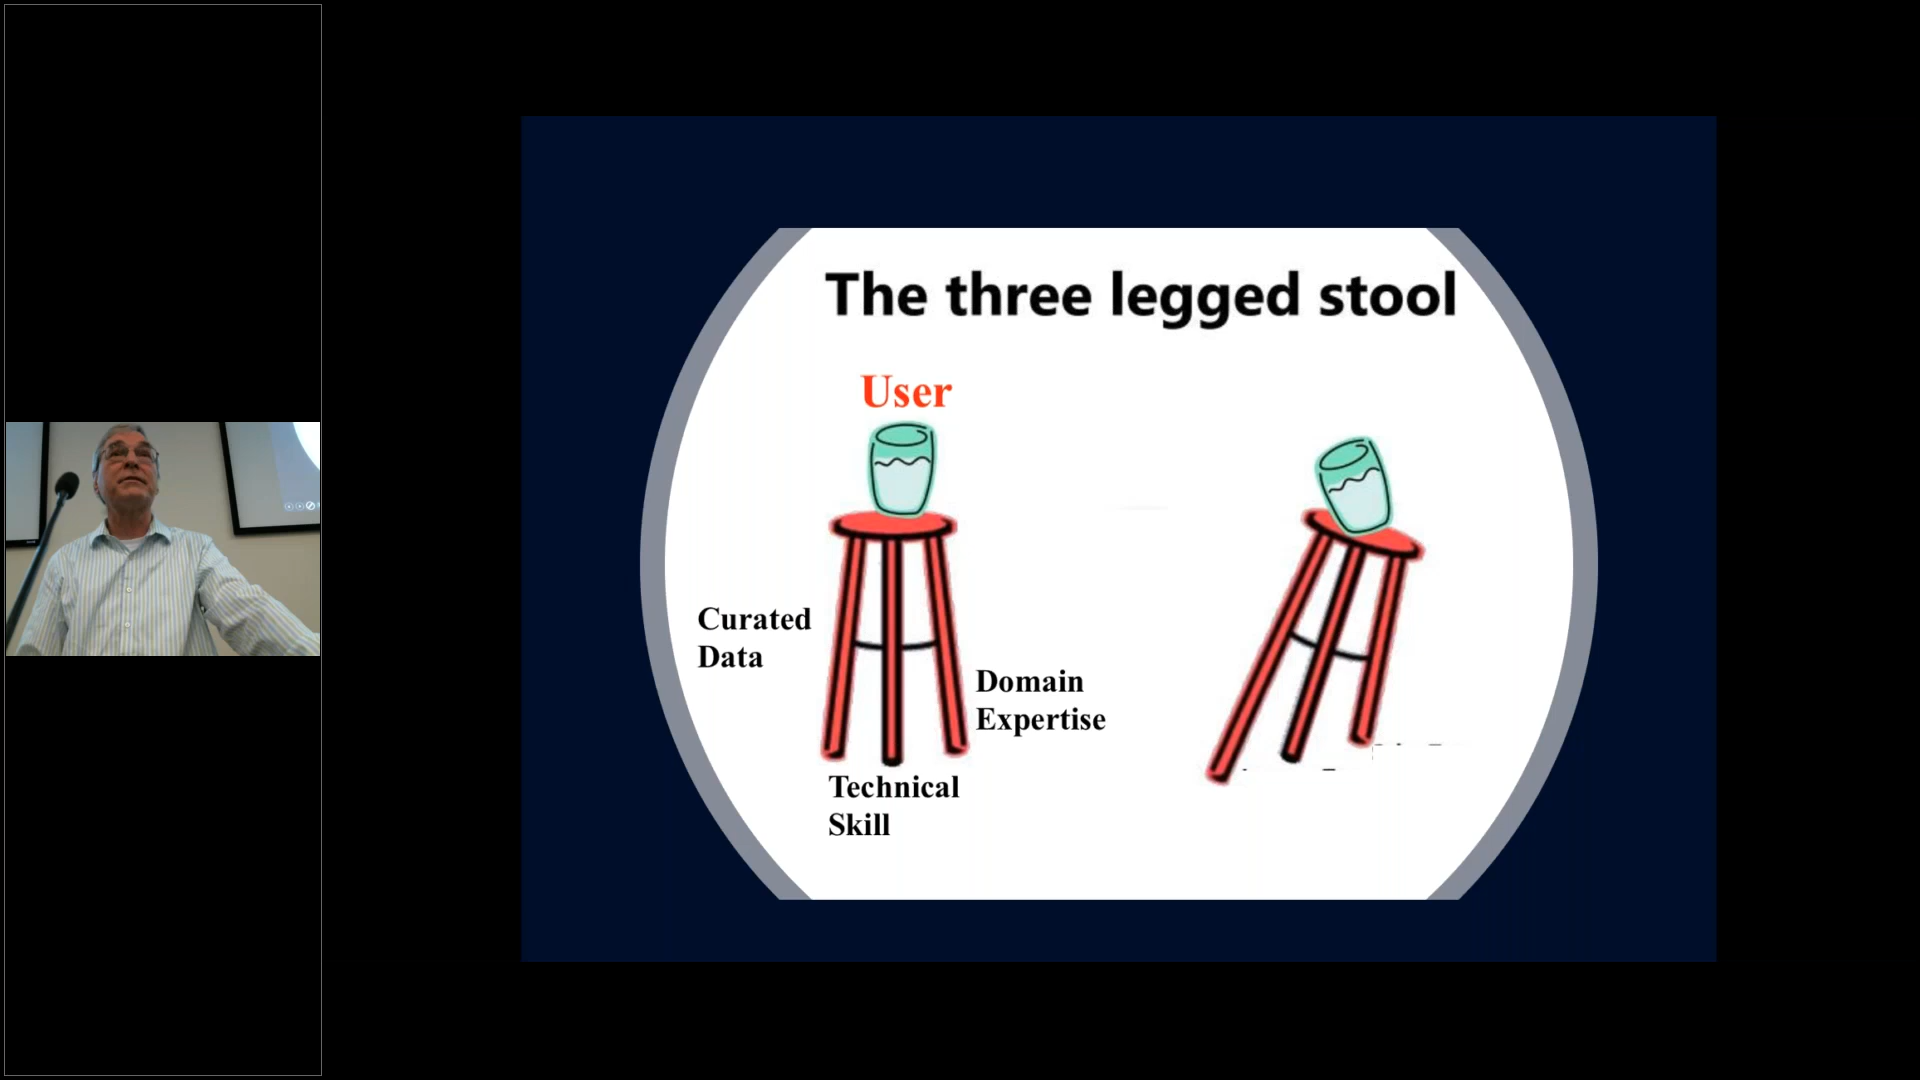 The three legged stool
User
Curated
Data
Domain
Expertise
Technical
Skill